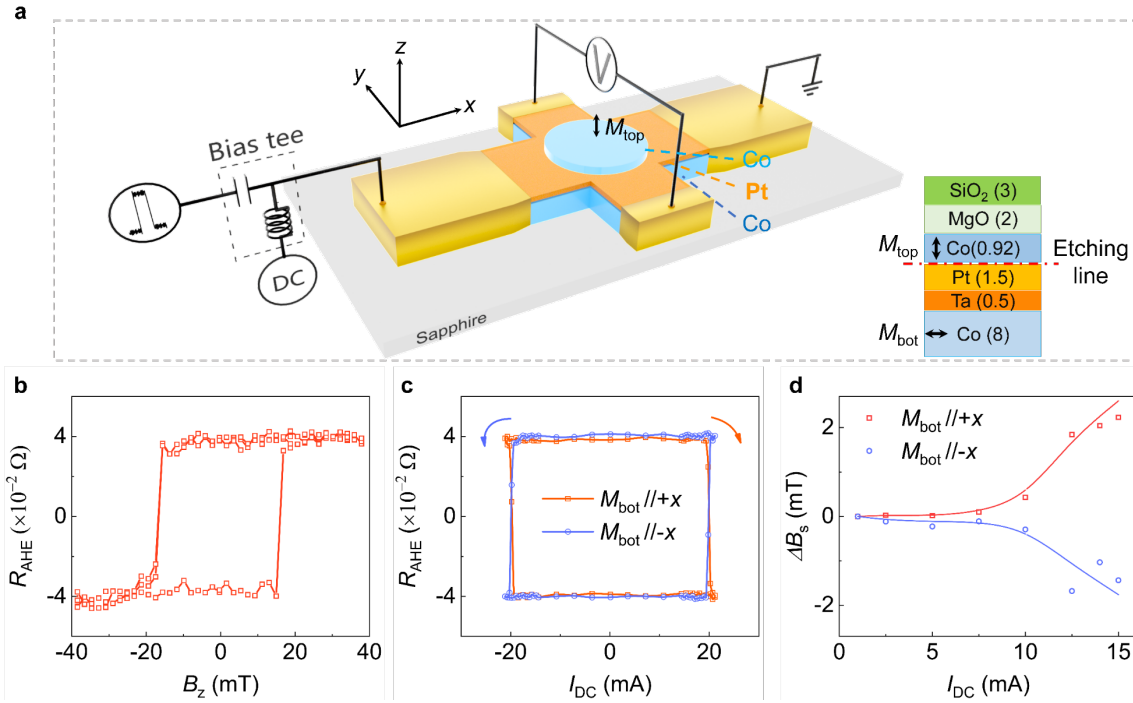 a
z
y
x
V
M_top
Bias tee
Co
Pt
Co
DC
Sapphire
SiO₂ (3)
MgO (2)
M_top
Co(0.92)
Etching
line
Pt (1.5)
Ta (0.5)
M_bot
Co (8)
b
R_AHE (×10⁻² Ω)
4
0
-4
-40
-20
0
20
40
B_z (mT)
c
R_AHE (×10⁻² Ω)
4
0
-4
M_bot//+x
M_bot//-x
-20
0
20
I_DC (mA)
d
M_bot//+x
M_bot//-x
ΔB_s (mT)
2
0
-2
0
5
10
15
I_DC (mA)